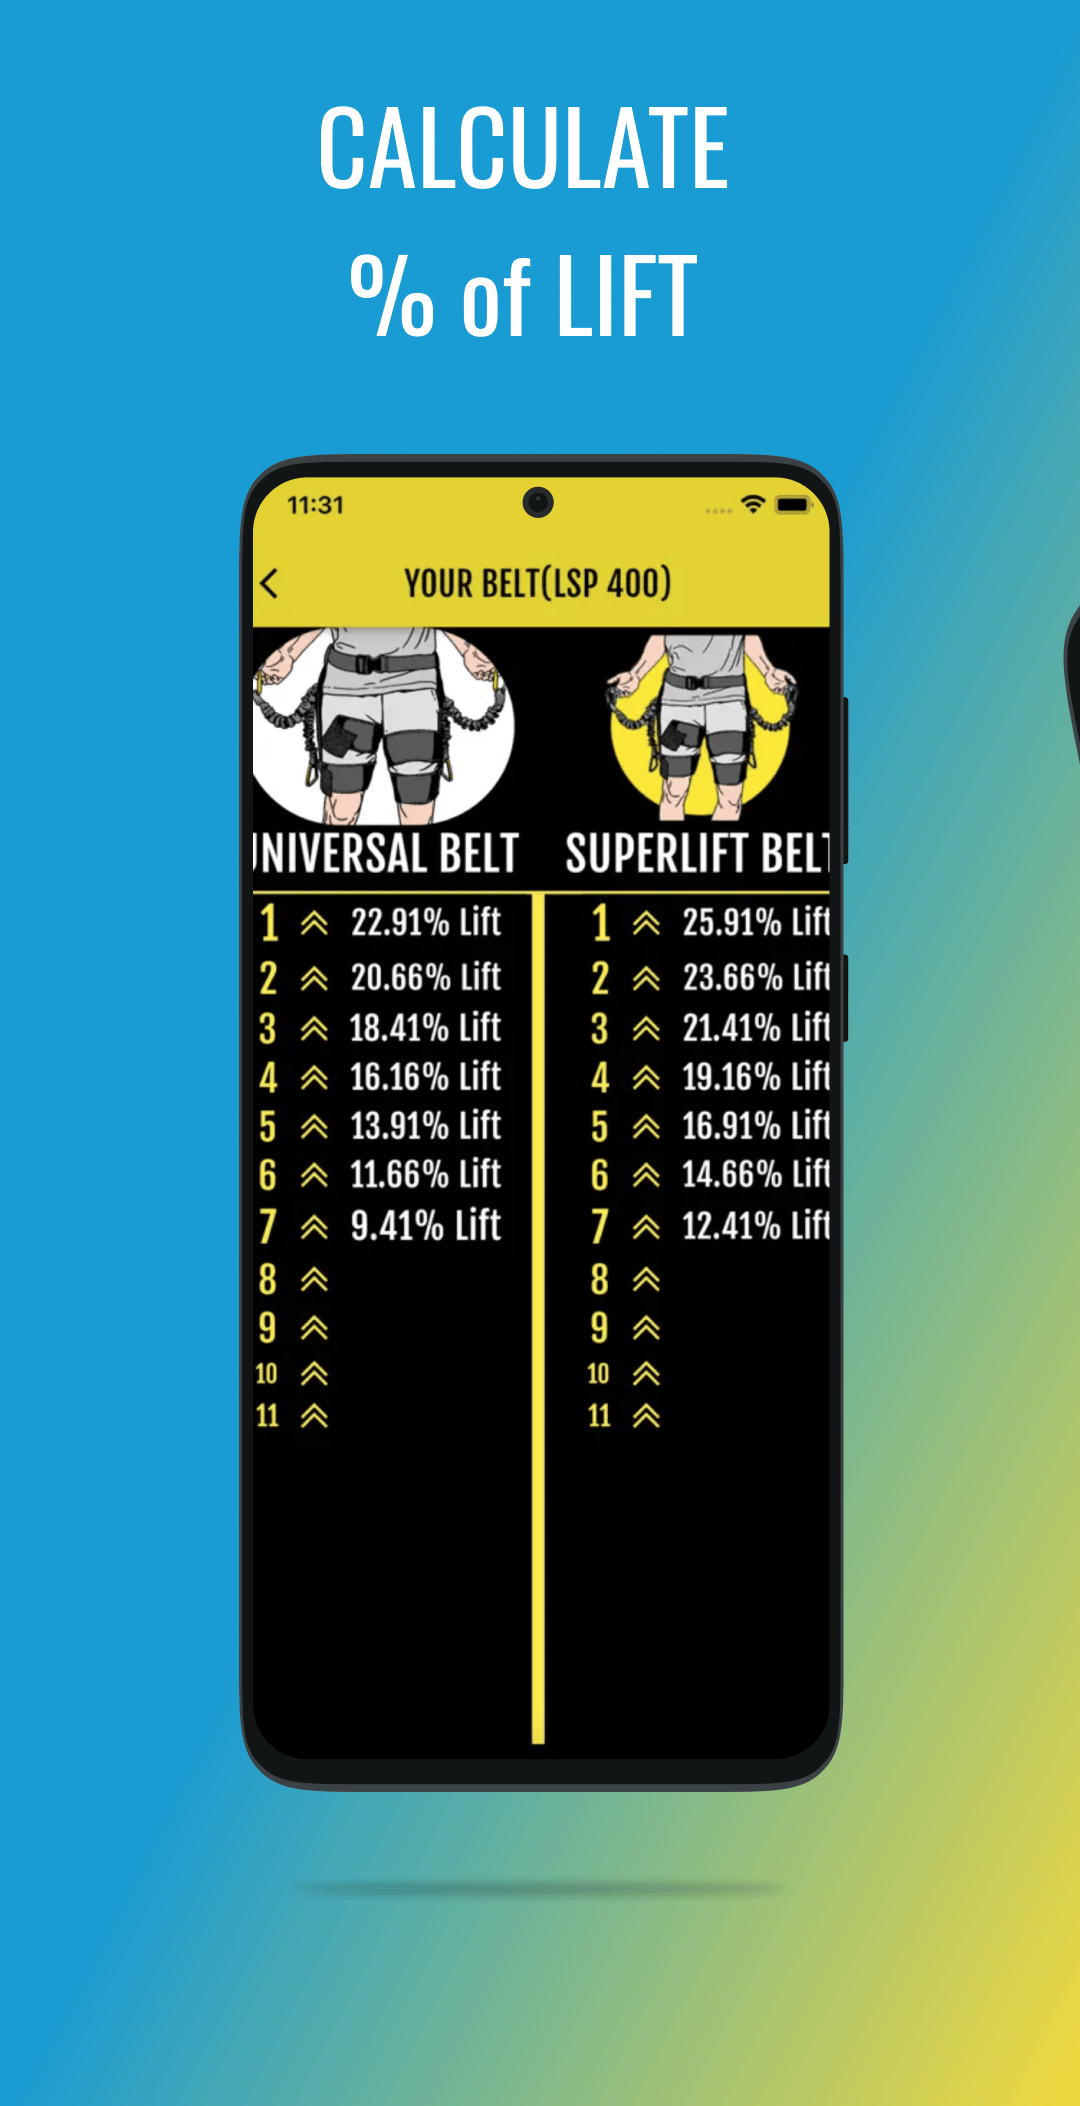 CALCULATE
% of LIFT
11:31
YOUR BELT(LSP 400)
UNIVERSAL BELT SUPERLIFT BELT
1 22.91% Lift 1 25.91% Lift
2 20.66% Lift 2 23.66% Lift
3 18.41% Lift 3 21.41% Lift
4 16.16% Lift 4 19.16% Lift
5 13.91% Lift 5 16.91% Lift
6 11.66% Lift 6 14.66% Lift
7 9.41% Lift 7 12.41% Lift
8 8
9 9
10 10
11 11